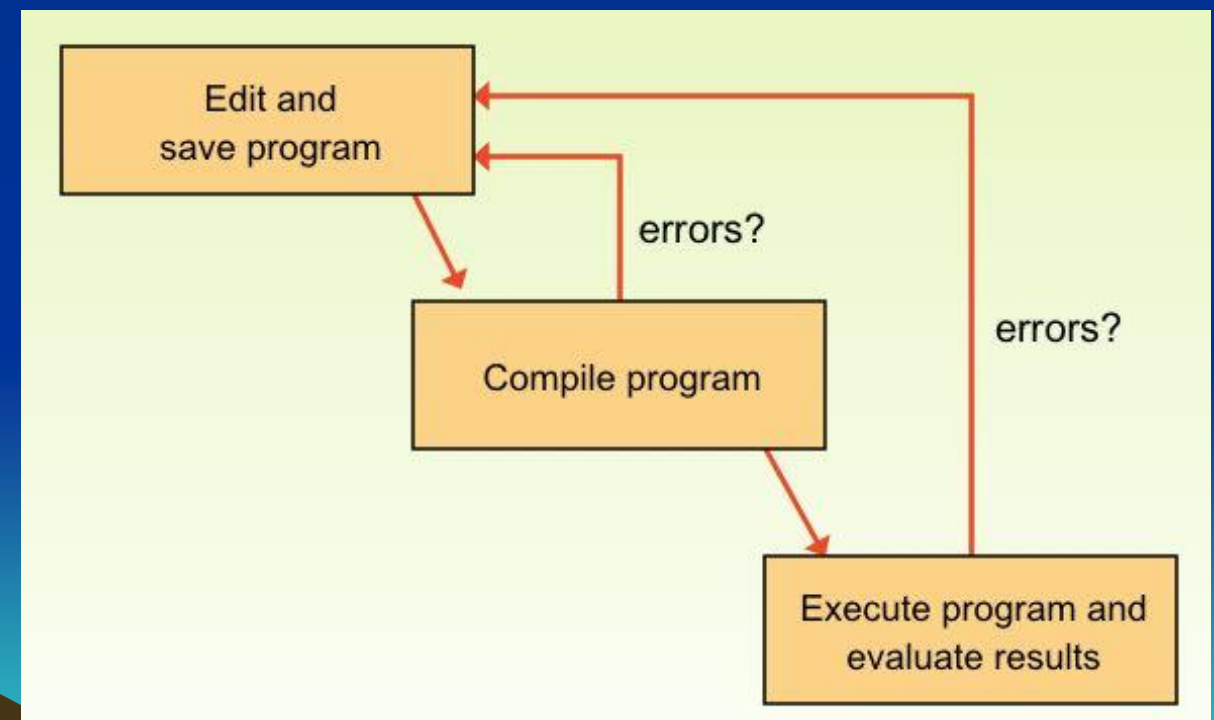 Edit and
save program
errors?
Compile program
errors?
Execute program and
evaluate results